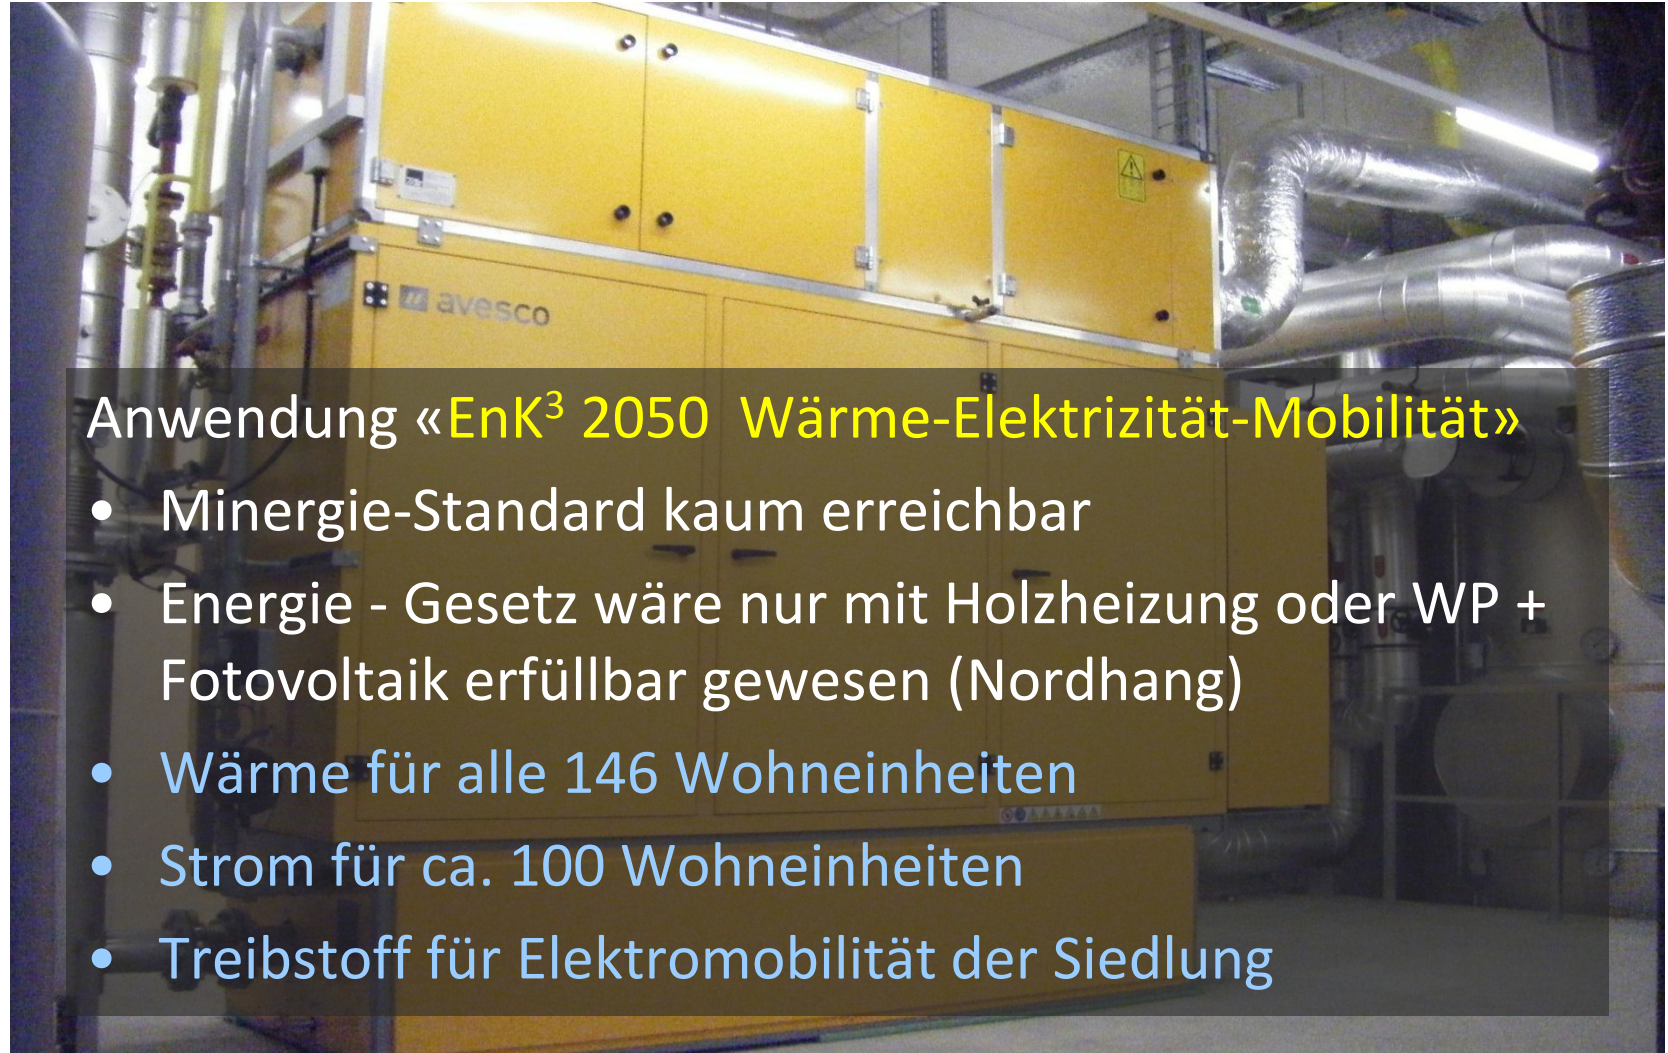 avesco
Anwendung «EnK³ 2050 Wärme-Elektrizität-Mobilität»
• Minergie-Standard kaum erreichbar
• Energie - Gesetz wäre nur mit Holzheizung oder WP +
Fotovoltaik erfüllbar gewesen (Nordhang)
• Wärme für alle 146 Wohneinheiten
• Strom für ca. 100 Wohneinheiten
• Treibstoff für Elektromobilität der Siedlung